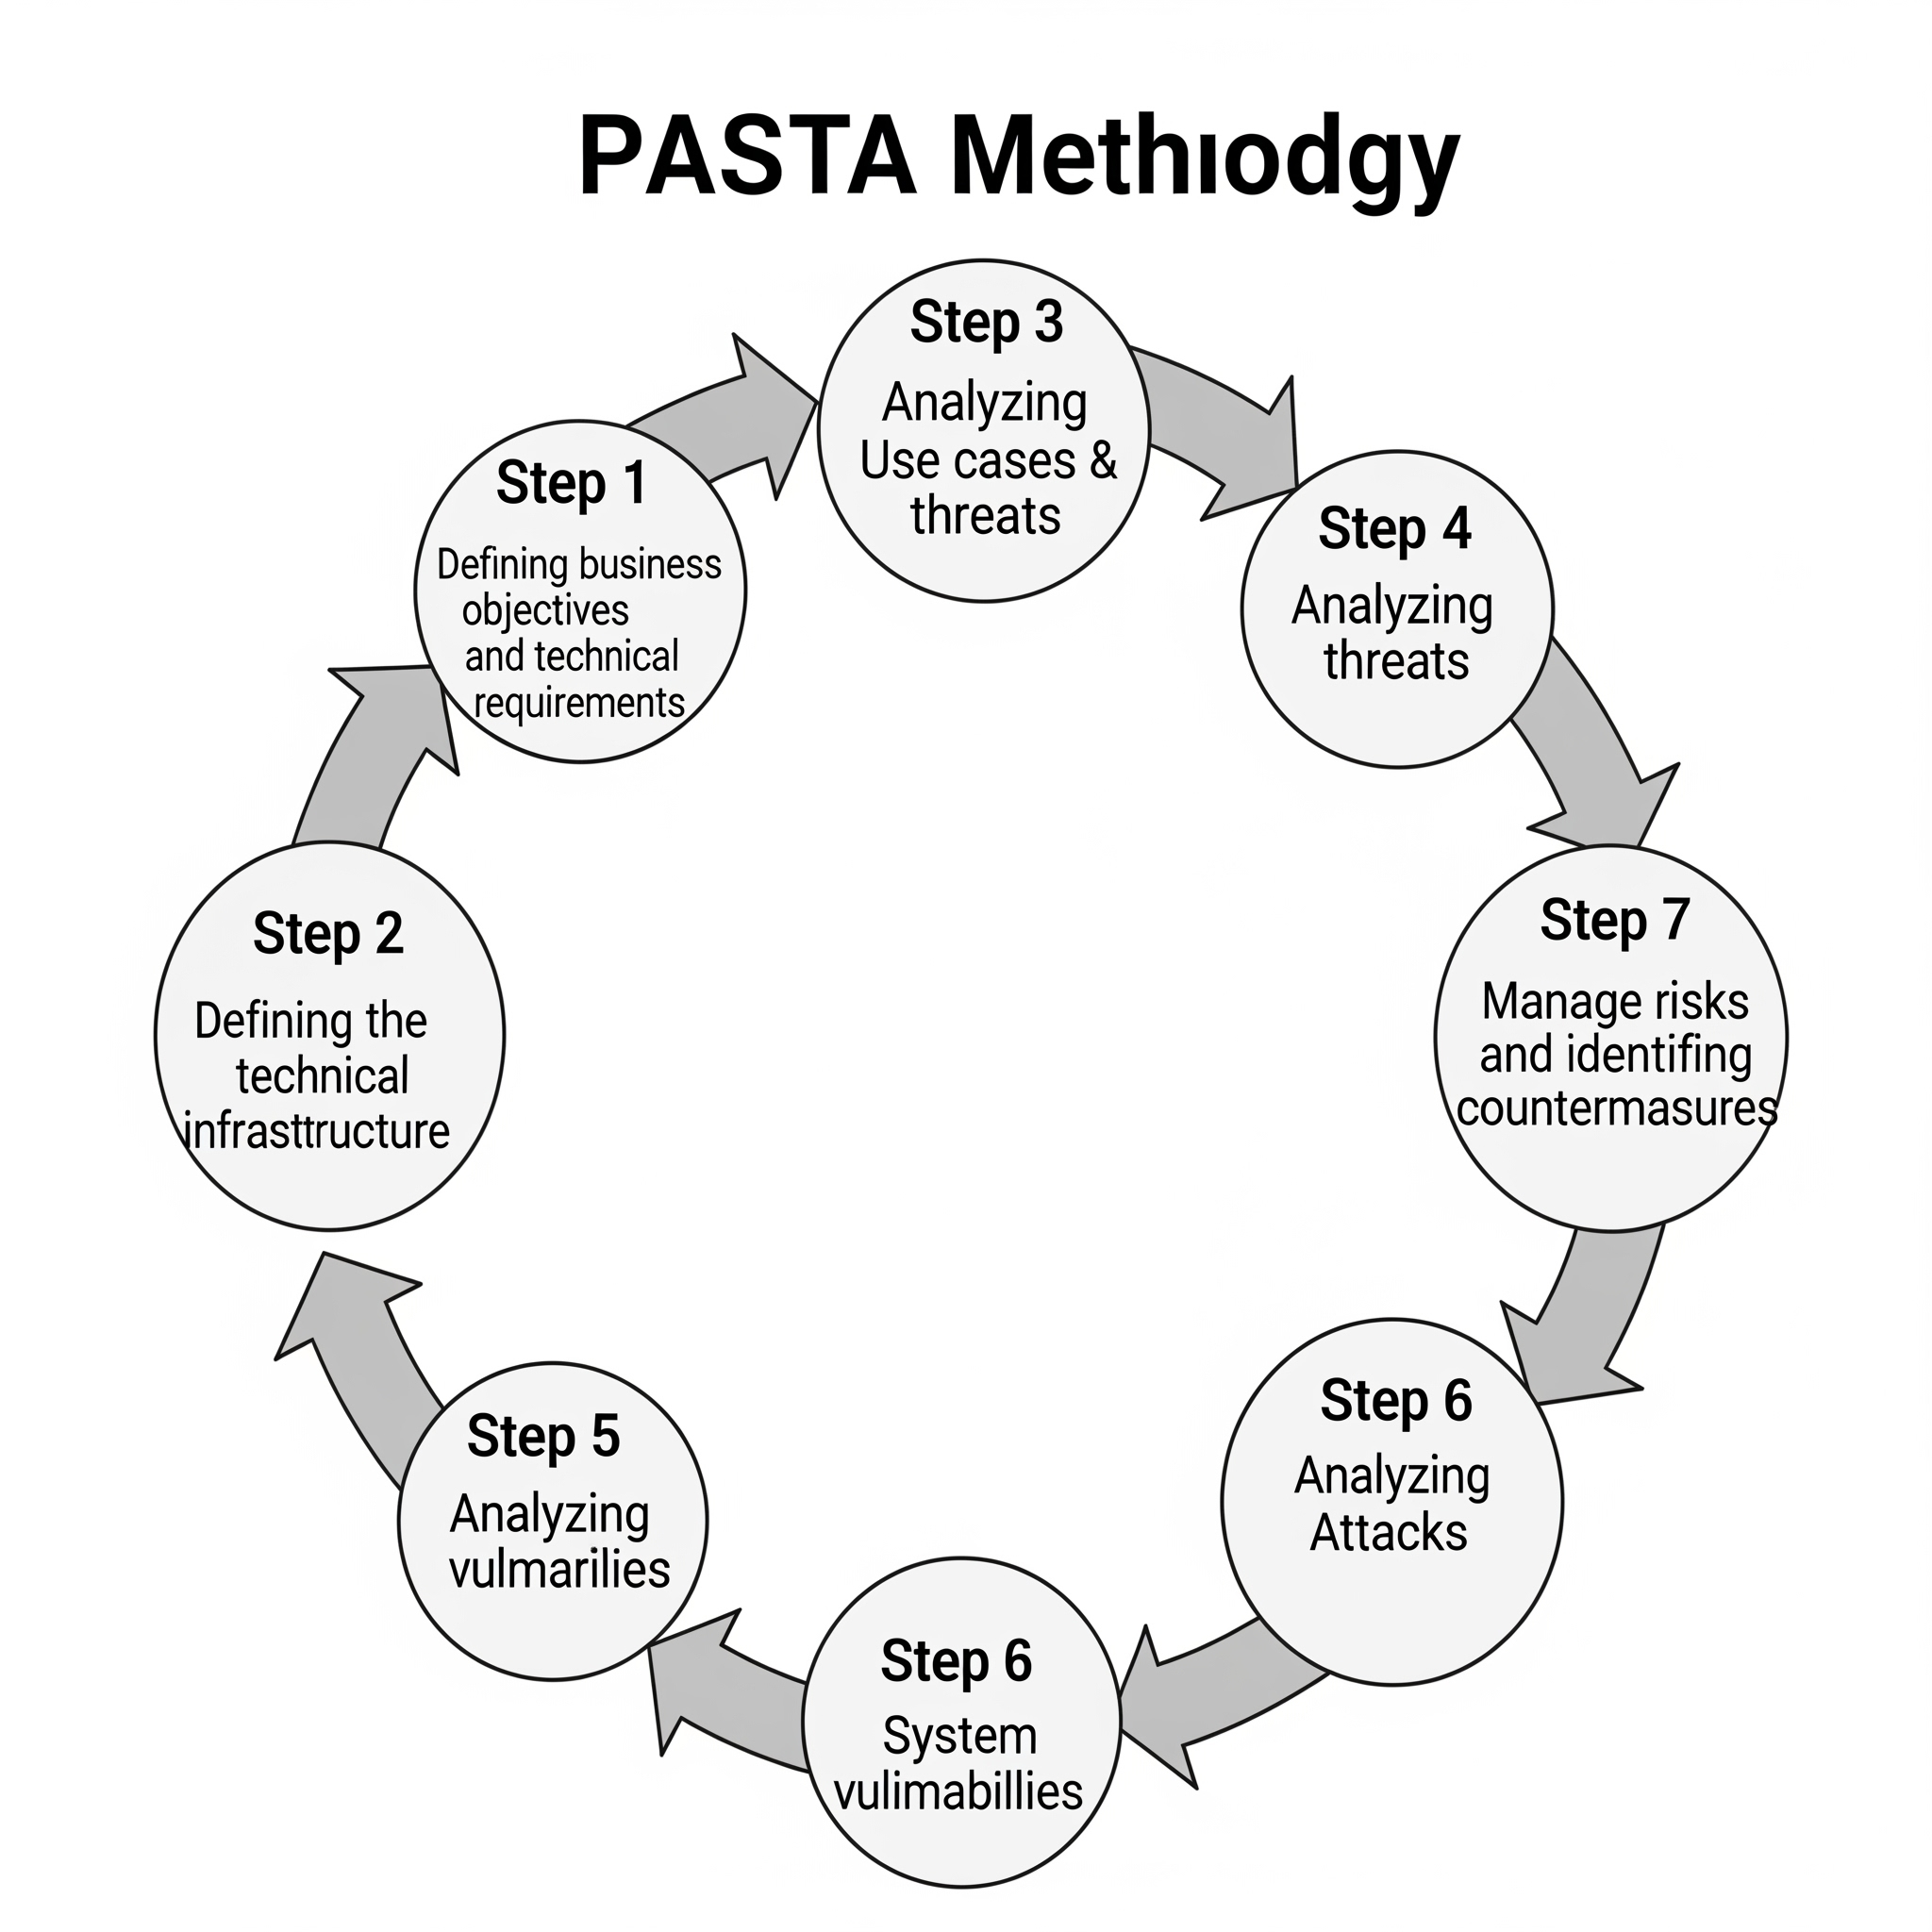 PASTA Methıodgy
Step 3
Analyzing
Use cases &
threats
Step 1
Defining business
objectives
and technical
requirements
Step 4
Analyzing
threats
Step 2
Defining the
technical
infrasttructure
Step 7
Manage risks
and identifing
countermasures
Step 6
Analyzing
Attacks
Step 5
Analyzing
vulmarilies
Step 6
System
vulimabillies